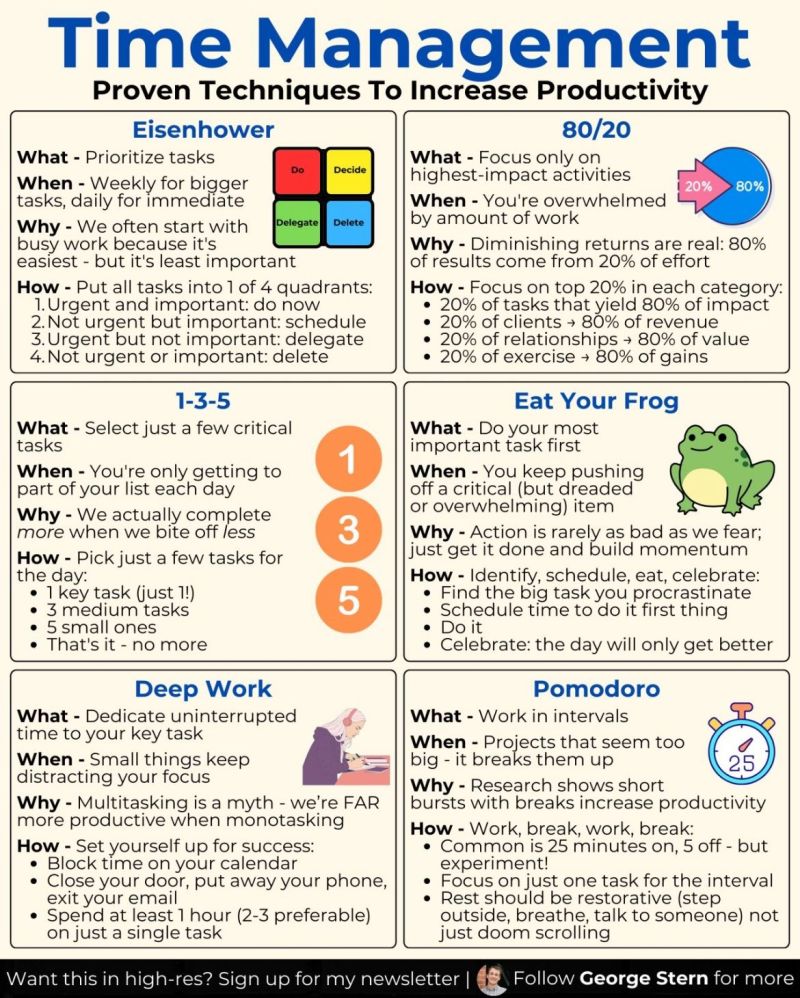 Time Management
Proven Techniques To Increase Productivity
Eisenhower
What - Prioritize tasks
When - Weekly for bigger
tasks, daily for immediate
Why - We often start with
busy work because it's
easiest - but it's least important
How - Put all tasks into 1 of 4 quadrants:
1. Urgent and important: do now
2. Not urgent but important: schedule
3. Urgent but not important: delegate
4. Not urgent or important: delete
Do
Decide
Delegate
Delete
80/20
What - Focus only on
highest-impact activities
When - You're overwhelmed
by amount of work
Why - Diminishing returns are real: 80%
of results come from 20% of effort
How - Focus on top 20% in each category:
• 20% of tasks that yield 80% of impact
• 20% of clients → 80% of revenue
• 20% of relationships → 80% of value
• 20% of exercise → 80% of gains
20%
80%
1-3-5
What - Select just a few critical
tasks
When - You're only getting to
part of your list each day
Why - We actually complete
more when we bite off less
How - Pick just a few tasks for
the day:
• 1 key task (just 1!)
• 3 medium tasks
• 5 small ones
• That's it - no more
1
3
5
Eat Your Frog
What - Do your most
important task first
When - You keep pushing
off a critical (but dreaded
or overwhelming) item
Why - Action is rarely as bad as we fear;
just get it done and build momentum
How - Identify, schedule, eat, celebrate:
• Find the big task you procrastinate
• Schedule time to do it first thing
• Do it
• Celebrate: the day will only get better
Deep Work
What - Dedicate uninterrupted
time to your key task
When - Small things keep
distracting your focus
Why - Multitasking is a myth - we're FAR
more productive when monotasking
How - Set yourself up for success:
• Block time on your calendar
• Close your door, put away your phone,
exit your email
• Spend at least 1 hour (2-3 preferable)
on just a single task
Pomodoro
What - Work in intervals
When - Projects that seem too
big - it breaks them up
Why - Research shows short
bursts with breaks increase productivity
How - Work, break, work, break:
• Common is 25 minutes on, 5 off - but
experiment!
• Focus on just one task for the interval
• Rest should be restorative (step
outside, breathe, talk to someone) not
just doom scrolling
25
Want this in high-res? Sign up for my newsletter | Follow George Stern for more